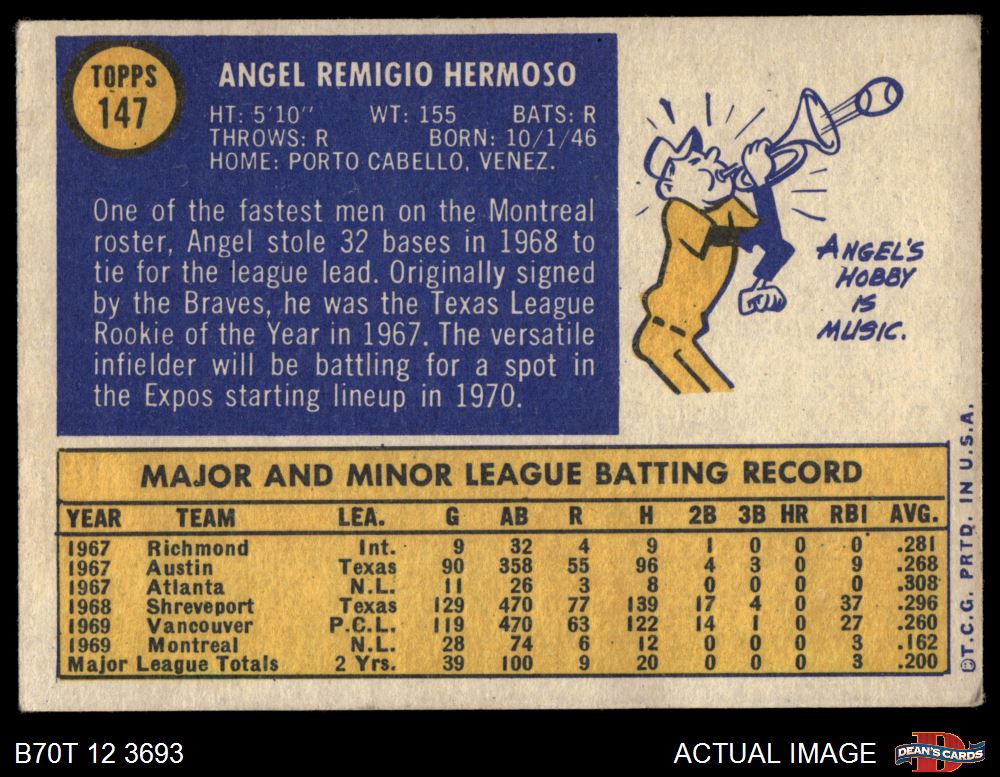 TOPPS
147
ANGEL REMIGIO HERMOSO
HT: 5'10" WT: 155 BATS: R
THROWS: R BORN: 10/1/46
HOME: PORTO CABELLO, VENEZ.
One of the fastest men on the Montreal
roster, Angel stole 32 bases in 1968 to
tie for the league lead. Originally signed
by the Braves, he was the Texas League
Rookie of the Year in 1967. The versatile
infielder will be battling for a spot in
the Expos starting lineup in 1970.
ANGEL'S
HOBBY
IS
MUSIC.
MAJOR AND MINOR LEAGUE BATTING RECORD
YEAR TEAM LEA. G AB R H 2B 3B HR RBI AVG.
1967 Richmond Int. 9 32 4 9 1 0 0 0 .281
1967 Austin Texas 90 358 55 96 4 3 0 9 .268
1967 Atlanta N.L. 11 26 3 8 0 0 0 0 .308
1968 Shreveport Texas 129 470 77 139 17 4 0 37 .296
1969 Vancouver P.C.L. 119 470 63 122 14 1 0 27 .260
1969 Montreal N.L. 28 74 6 12 0 0 0 3 .162
Major League Totals 2 Yrs. 39 100 9 20 0 0 0 3 .200
©T.C.G. PRTD. IN U.S.A.
B70T 12 3693
ACTUAL IMAGE
D
DEAN'S CARDS